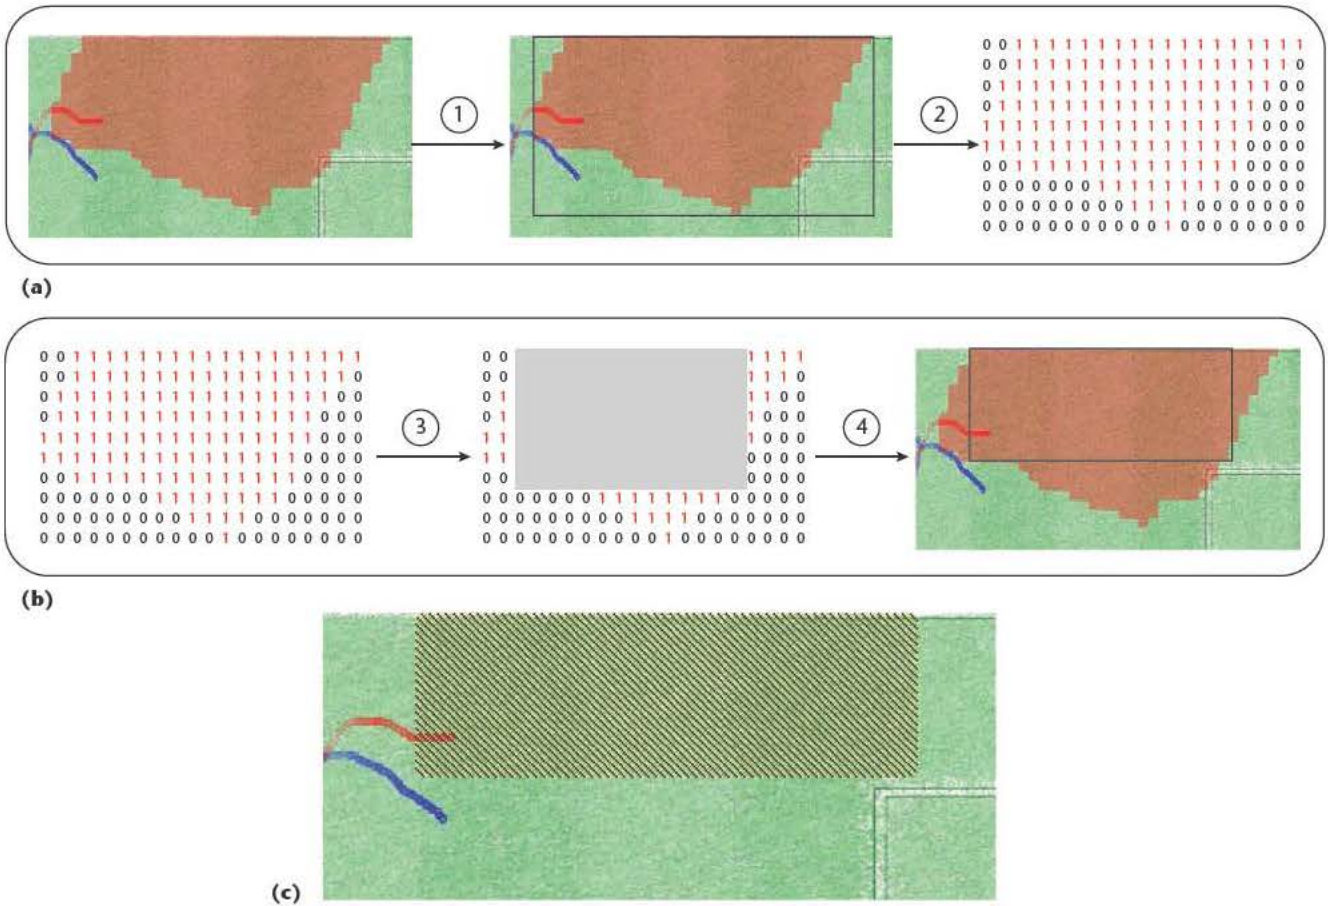 1
2
0 0 1 1 1 1 1 1 1 1 1 1 1 1 1 1 1 1 1 1
0 0 1 1 1 1 1 1 1 1 1 1 1 1 1 1 1 1 1 0
0 1 1 1 1 1 1 1 1 1 1 1 1 1 1 1 1 1 0 0
0 1 1 1 1 1 1 1 1 1 1 1 1 1 1 1 1 1 0 0
1 1 1 1 1 1 1 1 1 1 1 1 1 1 1 1 1 0 0 0
1 1 1 1 1 1 1 1 1 1 1 1 1 1 1 1 0 0 0 0
0 0 1 1 1 1 1 1 1 1 1 1 1 1 1 1 0 0 0 0
0 0 0 0 0 0 0 1 1 1 1 1 1 1 1 0 0 0 0 0
0 0 0 0 0 0 0 0 0 1 1 1 1 0 0 0 0 0 0 0
0 0 0 0 0 0 0 0 0 0 0 1 0 0 0 0 0 0 0 0
(a)
0 0 1 1 1 1 1 1 1 1 1 1 1 1 1 1 1 1 1 1
0 0 1 1 1 1 1 1 1 1 1 1 1 1 1 1 1 1 1 0
0 1 1 1 1 1 1 1 1 1 1 1 1 1 1 1 1 1 0 0
0 1 1 1 1 1 1 1 1 1 1 1 1 1 1 1 1 1 0 0
1 1 1 1 1 1 1 1 1 1 1 1 1 1 1 1 1 0 0 0
1 1 1 1 1 1 1 1 1 1 1 1 1 1 1 1 0 0 0 0
0 0 1 1 1 1 1 1 1 1 1 1 1 1 1 1 0 0 0 0
0 0 0 0 0 0 0 1 1 1 1 1 1 1 1 0 0 0 0 0
0 0 0 0 0 0 0 0 0 1 1 1 1 0 0 0 0 0 0 0
0 0 0 0 0 0 0 0 0 0 0 1 0 0 0 0 0 0 0 0
3
0 0 1 1 1 1
0 0 1 1 1 0
0 1 1 1 0 0
0 1 1 1 0 0
1 1 1 0 0 0
1 1 0 0 0 0
0 0 0 0 0 0
0 0 0 0 0 0 0 1 1 1 1 1 1 1 1 0 0 0 0 0
0 0 0 0 0 0 0 0 0 1 1 1 1 0 0 0 0 0 0 0
0 0 0 0 0 0 0 0 0 0 0 1 0 0 0 0 0 0 0 0
4
(b)
(c)